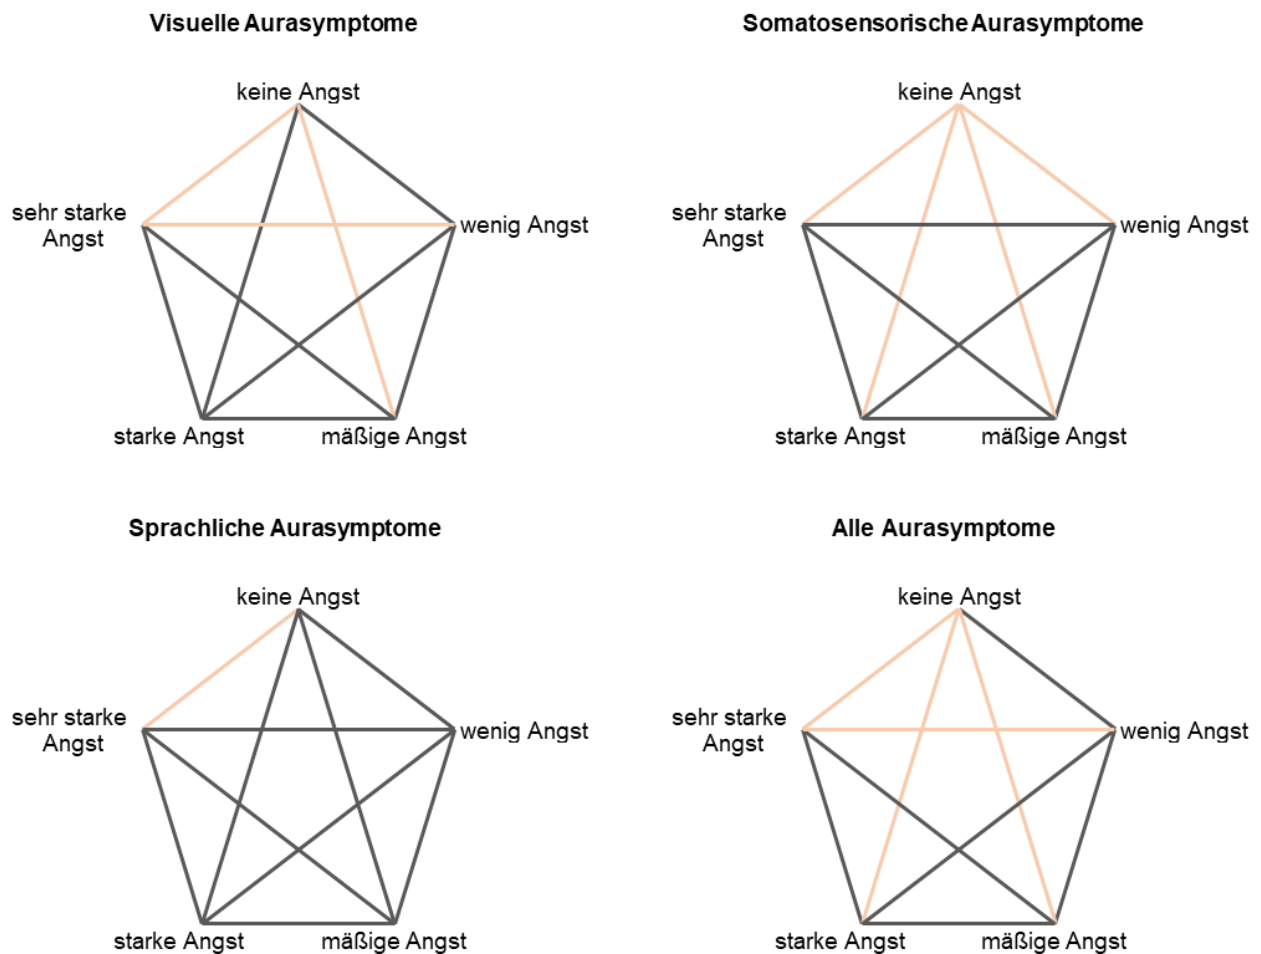 Visuelle Aurasymptome
keine Angst
sehr starke
Angst
wenig Angst
starke Angst
mäßige Angst
Somatosensorische Aurasymptome
keine Angst
sehr starke
Angst
wenig Angst
starke Angst
mäßige Angst
Sprachliche Aurasymptome
keine Angst
sehr starke
Angst
wenig Angst
starke Angst
mäßige Angst
Alle Aurasymptome
keine Angst
sehr starke
Angst
wenig Angst
starke Angst
mäßige Angst